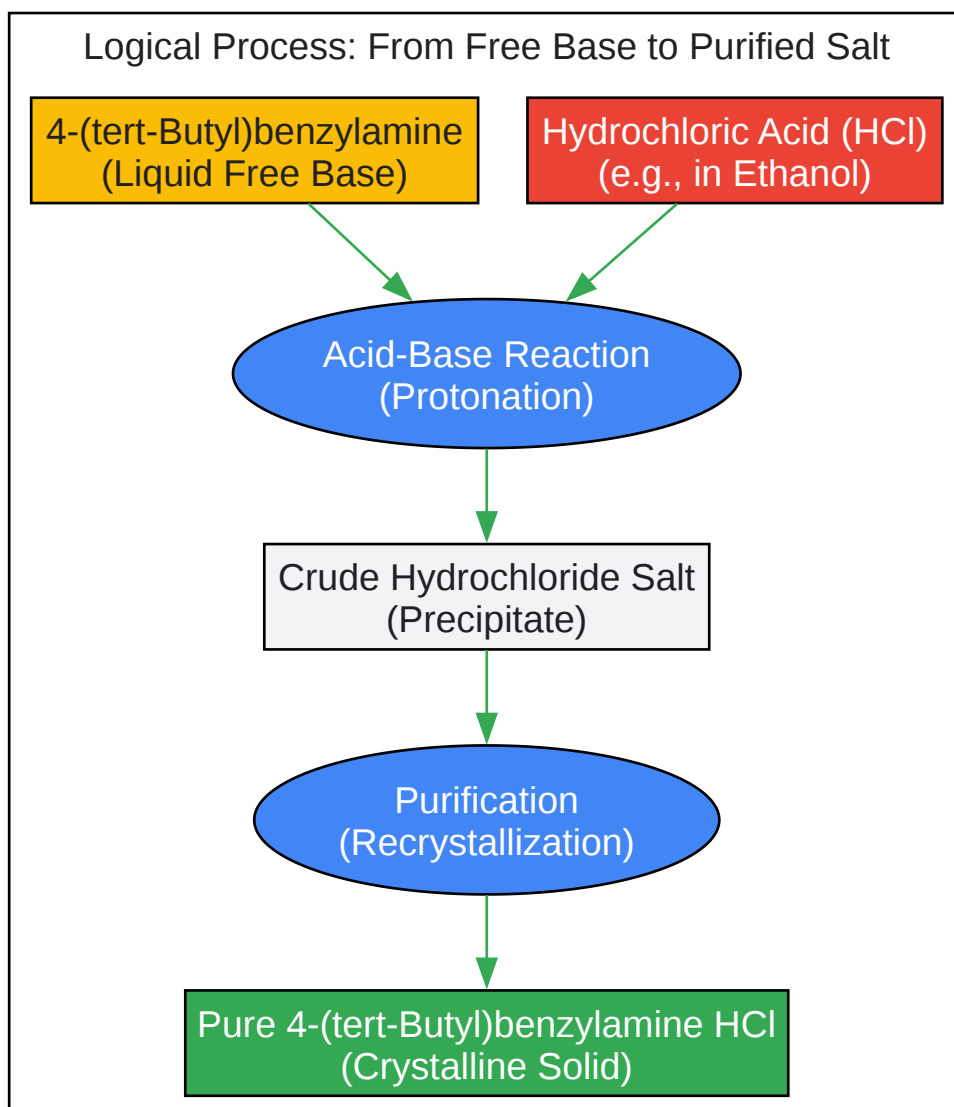 Logical Process: From Free Base to Purified Salt
4-(tert-Butyl)benzylamine
(Liquid Free Base)
Hydrochloric Acid (HCl)
(e.g., in Ethanol)
Acid-Base Reaction
(Protonation)
Crude Hydrochloride Salt
(Precipitate)
Purification
(Recrystallization)
Pure 4-(tert-Butyl)benzylamine HCl
(Crystalline Solid)